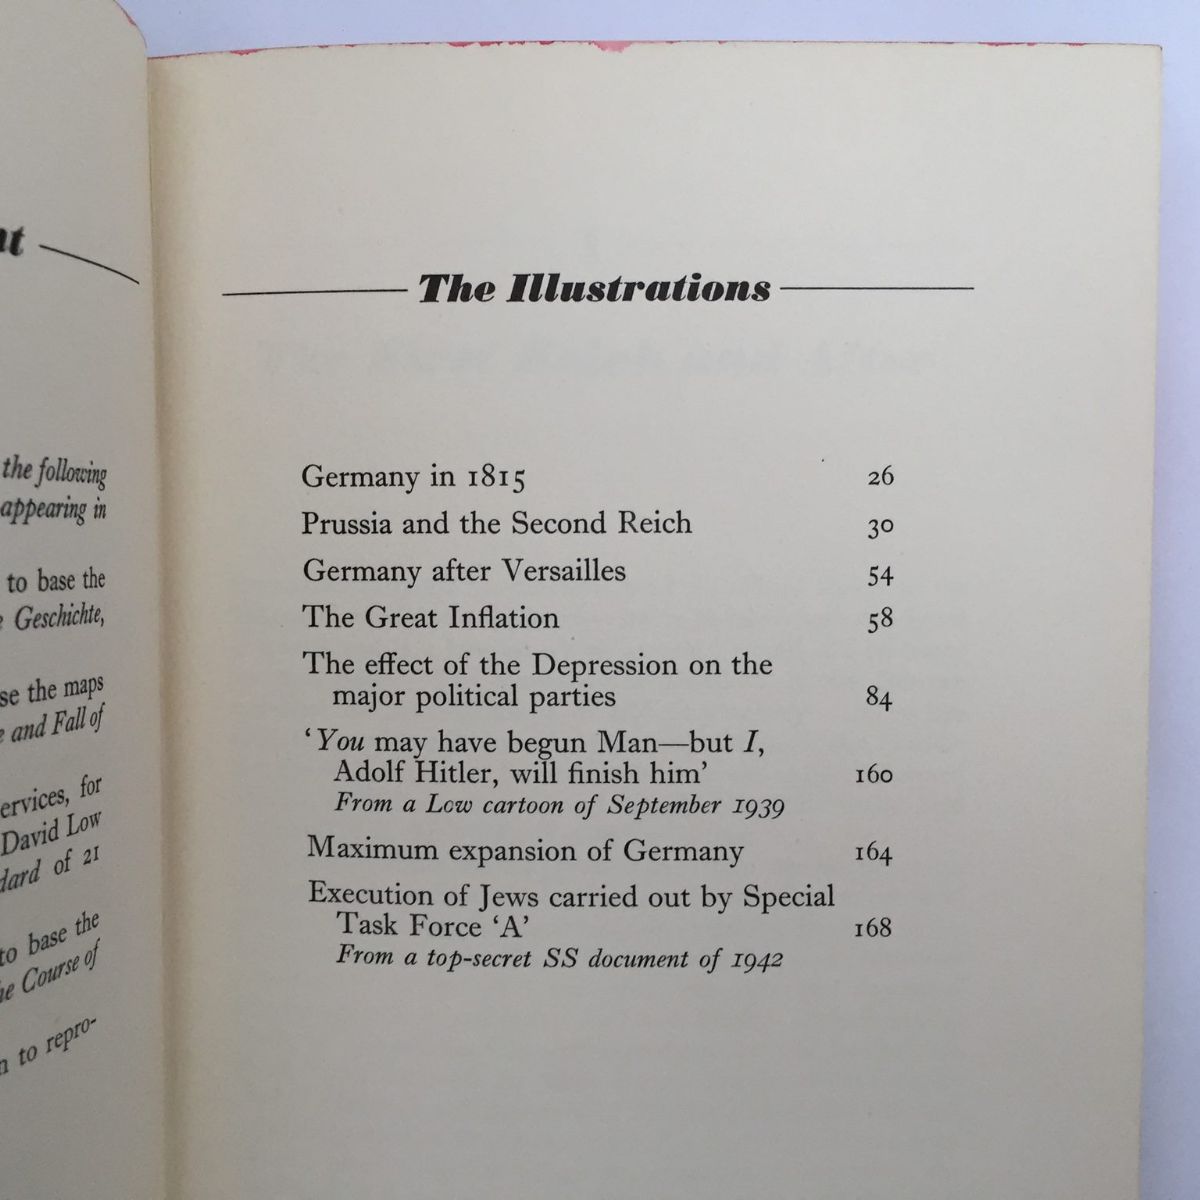 nt
the following
appearing in
to base the
Geschichte,
se the maps
and Fall of
ervices, for
David Low
dard of 21
to base the
he Course of
n to repro-
The Illustrations
Germany in 1815 26
Prussia and the Second Reich 30
Germany after Versailles 54
The Great Inflation 58
The effect of the Depression on the
major political parties 84
‘You may have begun Man—but I,
Adolf Hitler, will finish him’ 160
From a Low cartoon of September 1939
Maximum expansion of Germany 164
Execution of Jews carried out by Special
Task Force ‘A’ 168
From a top-secret SS document of 1942